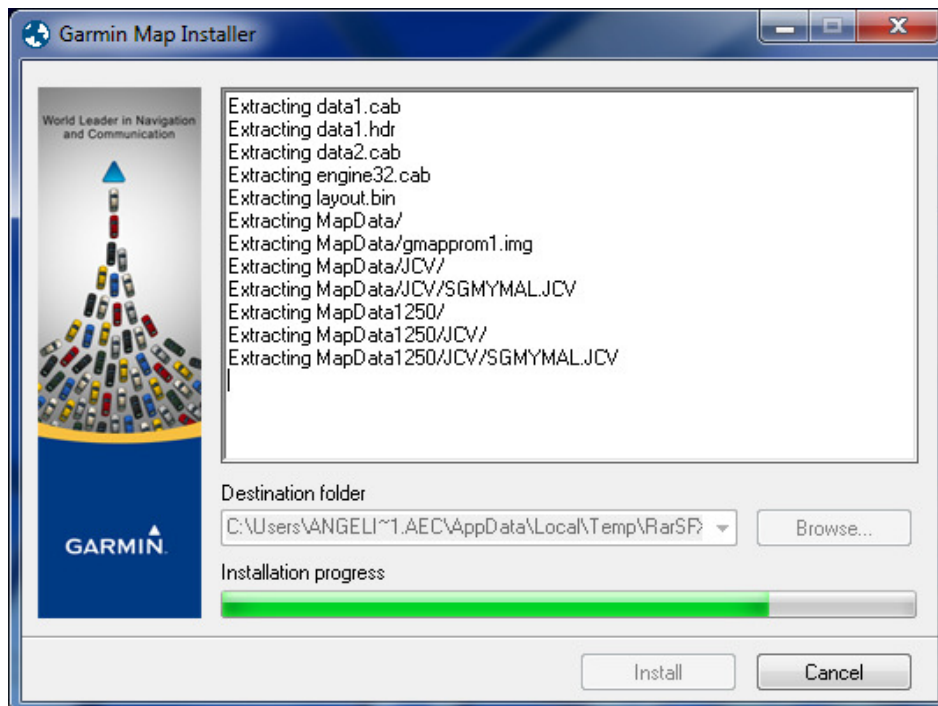 Garmin Map Installer
World Leader in Navigation
and Communication
GARMIN
Extracting data1.cab
Extracting data1.hdr
Extracting data2.cab
Extracting engine32.cab
Extracting layout.bin
Extracting MapData/
Extracting MapData/gmapprom1.img
Extracting MapData/JCV/
Extracting MapData/JCV/SGMYMAL.JCV
Extracting MapData1250/
Extracting MapData1250/JCV/
Extracting MapData1250/JCV/SGMYMAL.JCV
Destination folder
C:\Users\ANGELI~1.AEC\AppData\Local\Temp\RarSFX
Browse...
Installation progress
Install
Cancel